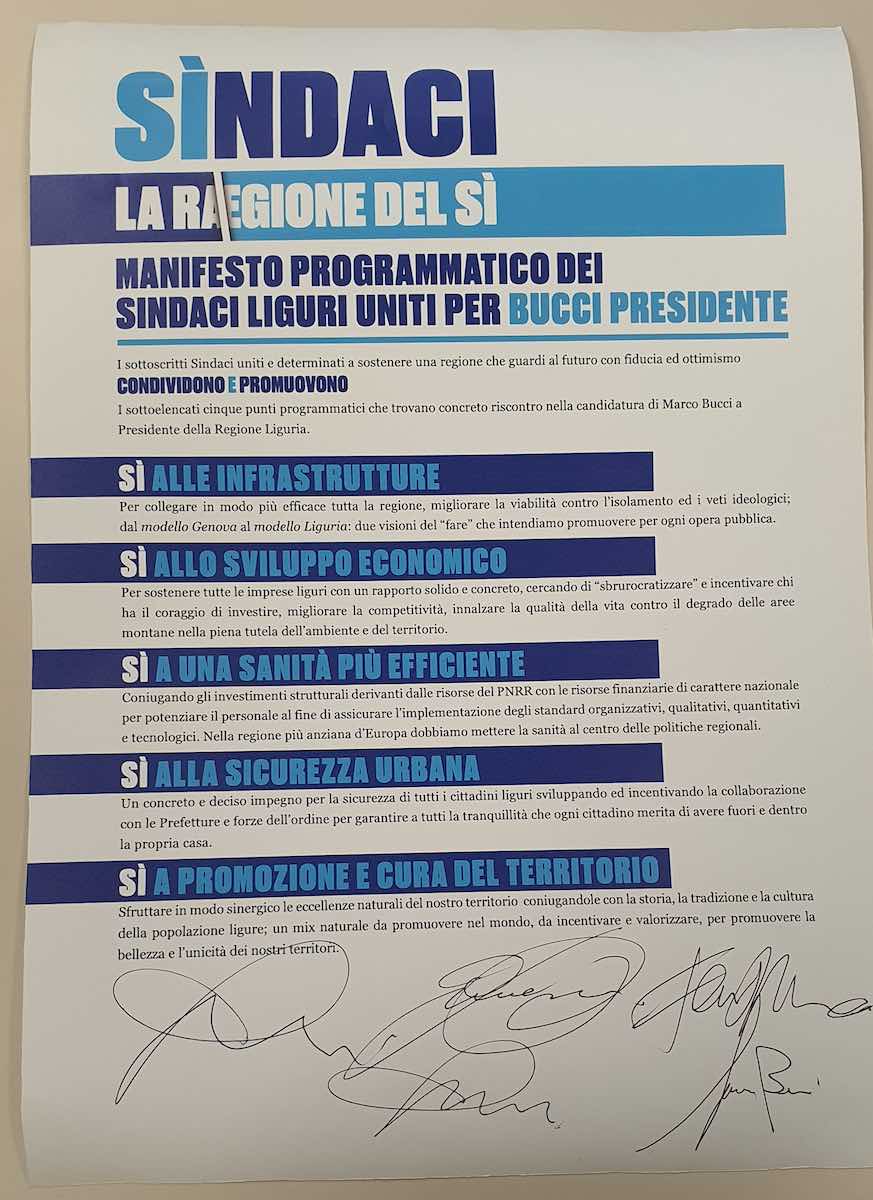 SÌNDACI
LA RAEGIONE DEL SÌ
MANIFESTO PROGRAMMATICO DEI
SINDACI LIGURI UNITI PER BUCCI PRESIDENTE
I sottoscritti Sindaci uniti e determinati a sostenere una regione che guardi al futuro con fiducia ed ottimismo
CONDIVIDONO E PROMUOVONO
I sottoelencati cinque punti programmatici che trovano concreto riscontro nella candidatura di Marco Bucci a
Presidente della Regione Liguria.
SÌ ALLE INFRASTRUTTURE
Per collegare in modo più efficace tutta la regione, migliorare la viabilità contro l'isolamento ed i veti ideologici;
dal modello Genova al modello Liguria: due visioni del "fare" che intendiamo promuovere per ogni opera pubblica.
SÌ ALLO SVILUPPO ECONOMICO
Per sostenere tutte le imprese liguri con un rapporto solido e concreto, cercando di "sbrurocratizzare" e incentivare chi
ha il coraggio di investire, migliorare la competitività, innalzare la qualità della vita contro il degrado delle aree
montane nella piena tutela dell'ambiente e del territorio.
SÌ A UNA SANITÀ PIÙ EFFICIENTE
Coniugando gli investimenti strutturali derivanti dalle risorse del PNRR con le risorse finanziarie di carattere nazionale
per potenziare il personale al fine di assicurare l'implementazione degli standard organizzativi, qualitativi, quantitativi
e tecnologici. Nella regione più anziana d'Europa dobbiamo mettere la sanità al centro delle politiche regionali.
SÌ ALLA SICUREZZA URBANA
Un concreto e deciso impegno per la sicurezza di tutti i cittadini liguri sviluppando ed incentivando la collaborazione
con le Prefetture e forze dell'ordine per garantire a tutti la tranquillità che ogni cittadino merita di avere fuori e dentro
la propria casa.
SÌ A PROMOZIONE E CURA DEL TERRITORIO
Sfruttare in modo sinergico le eccellenze naturali del nostro territorio coniugandole con la storia, la tradizione e la cultura
della popolazione ligure; un mix naturale da promuovere nel mondo, da incentivare e valorizzare, per promuovere la
bellezza e l'unicità dei nostri territori.